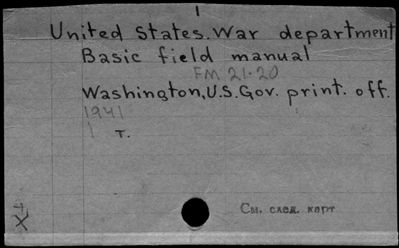 United States. War department
Basic field manual
FM 21-20
Washington, U.S. Gov. print. off.
1941
1 т.
См. след. карт